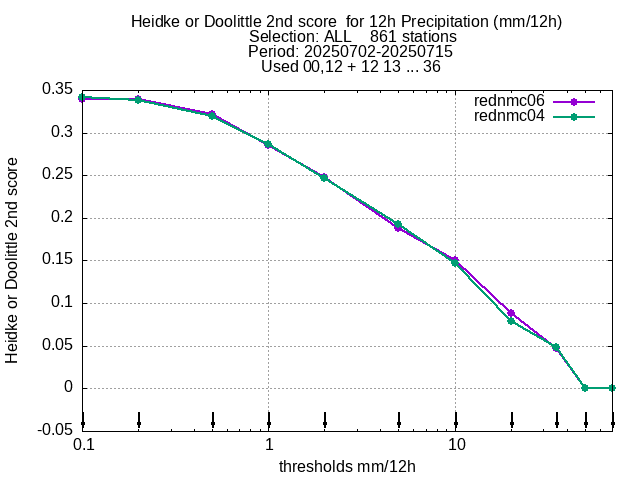 Heidke or Doolittle 2nd score  for 12h Precipitation (mm/12h)
Selection: ALL    861 stations
Period: 20250702-20250715
Used 00,12 + 12 13 ... 36
rednmc06
rednmc04
Heidke or Doolittle 2nd score
0.35
0.3
0.25
0.2
0.15
0.1
0.05
0
-0.05
0.1 1 10
thresholds mm/12h